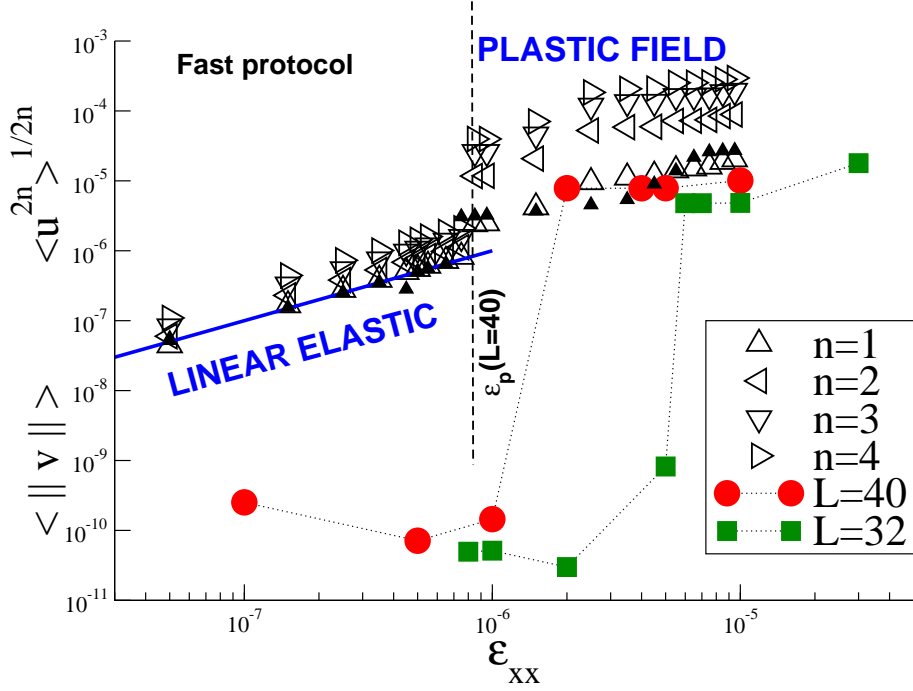 PLASTIC FIELD
Fast protocol
10^-3
10^-4
10^-5
10^-6
10^-7
10^-8
10^-9
10^-10
10^-11
<u^{2n}>^{1/2n}
<|| v ||>
LINEAR ELASTIC
ε_p(L=40)
n=1
n=2
n=3
n=4
L=40
L=32
10^-7
10^-6
10^-5
ε_xx